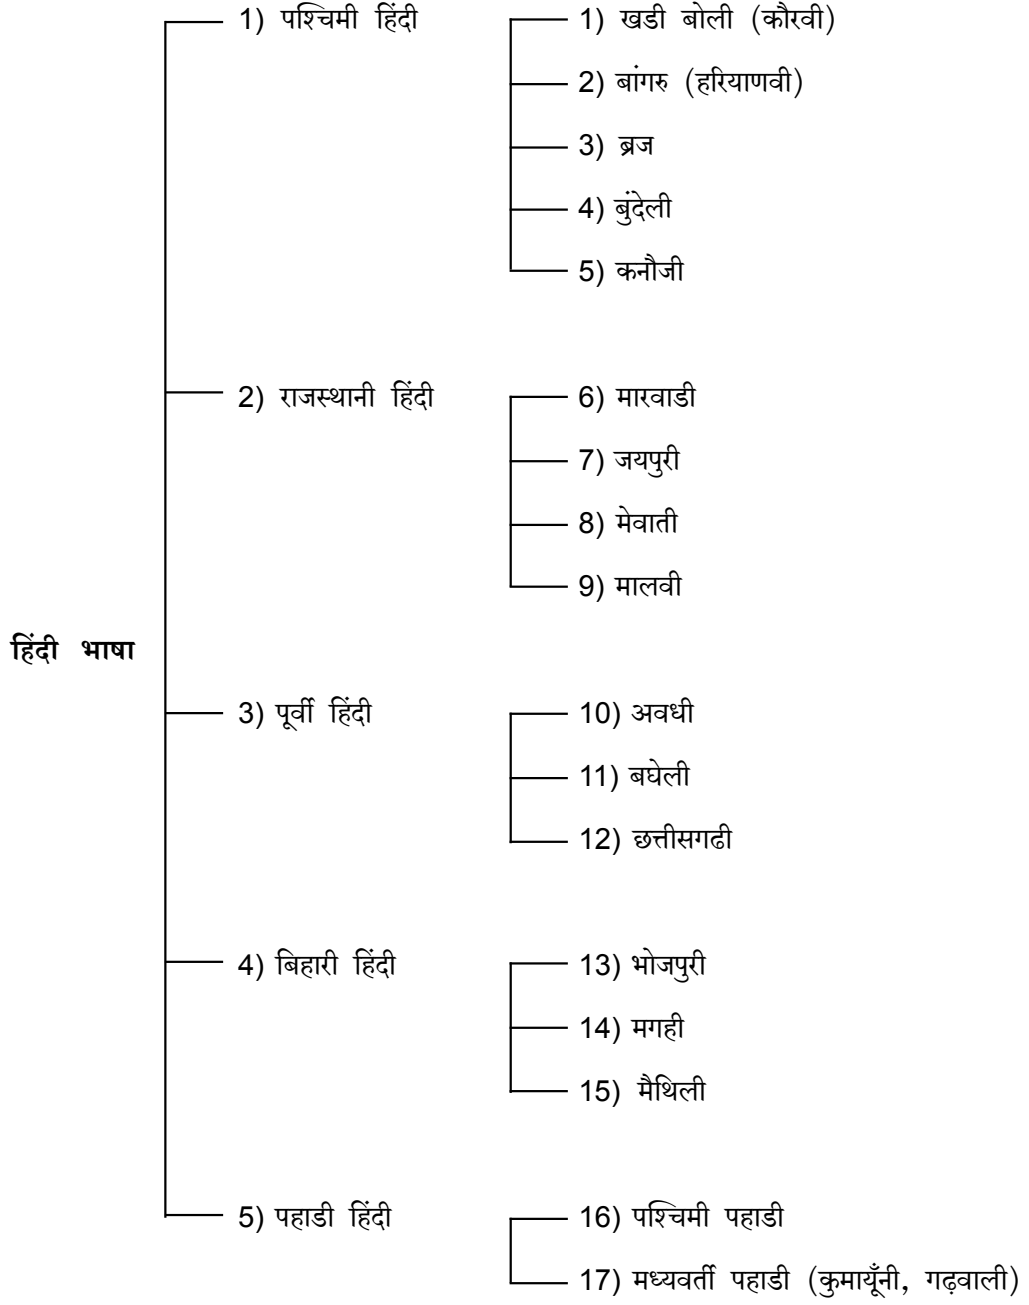 1) पश्चिमी हिंदी
1) खडी बोली (कौरवी)
2) बांगरु (हरियाणवी)
3) ब्रज
4) बुंदेली
5) कनौजी
2) राजस्थानी हिंदी
6) मारवाडी
7) जयपुरी
8) मेवाती
9) मालवी
हिंदी भाषा
3) पूर्वी हिंदी
10) अवधी
11) बघेली
12) छत्तीसगढी
4) बिहारी हिंदी
13) भोजपुरी
14) मगही
15) मैथिली
5) पहाडी हिंदी
16) पश्चिमी पहाडी
17) मध्यवर्ती पहाडी (कुमायूँनी, गढ़वाली)